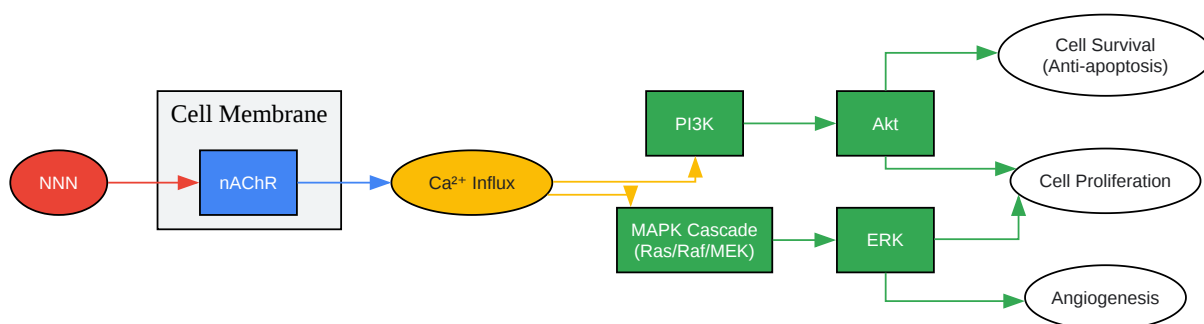 Cell Survival
(Anti-apoptosis)
Cell Membrane
PI3K
Akt
NNN
nAChR
Ca²⁺ Influx
Cell Proliferation
MAPK Cascade
(Ras/Raf/MEK)
ERK
Angiogenesis